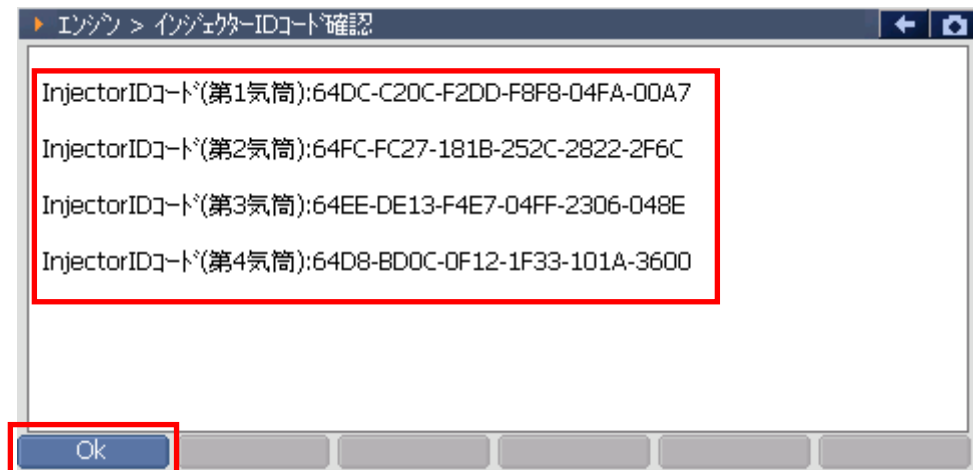 エンジン > インジェクターIDコード確認
InjectorIDコード(第1気筒):64DC-C20C-F2DD-F8F8-04FA-00A7
InjectorIDコード(第2気筒):64FC-FC27-181B-252C-2822-2F6C
InjectorIDコード(第3気筒):64EE-DE13-F4E7-04FF-2306-048E
InjectorIDコード(第4気筒):64D8-BD0C-0F12-1F33-101A-3600
Ok